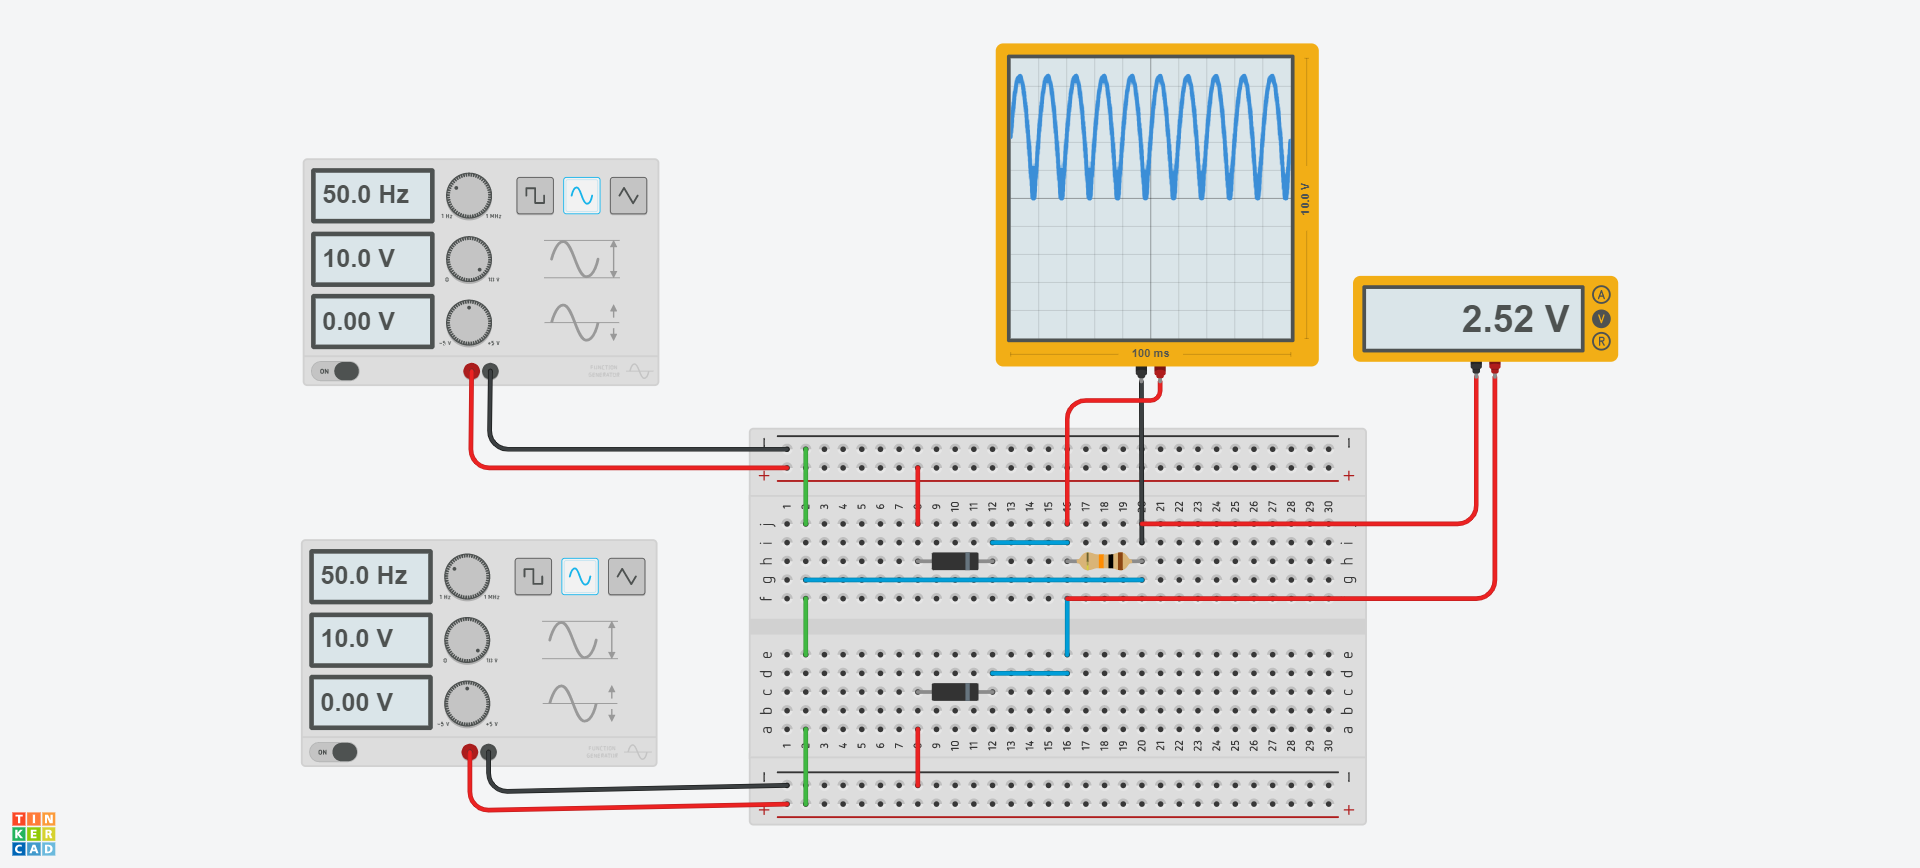 50.0 Hz
1 Hz 1 MHz
10.0 V
0 10 V
0.00 V
-5 V +5 V
ON
FUNCTION
GENERATOR
50.0 Hz
1 Hz 1 MHz
10.0 V
0 10 V
0.00 V
-5 V +5 V
ON
FUNCTION
GENERATOR
10.0 V
100 ms
2.52 V
A
V
R
+ +
1 2 3 4 5 6 7 8 9 10 11 12 13 14 15 16 17 18 19 20 21 22 23 24 25 26 27 28 29 30
j j
i i
h h
g g
f f
e e
d d
c c
b b
a a
1 2 3 4 5 6 7 8 9 10 11 12 13 14 15 16 17 18 19 20 21 22 23 24 25 26 27 28 29 30
+ +
TIN
KER
CAD